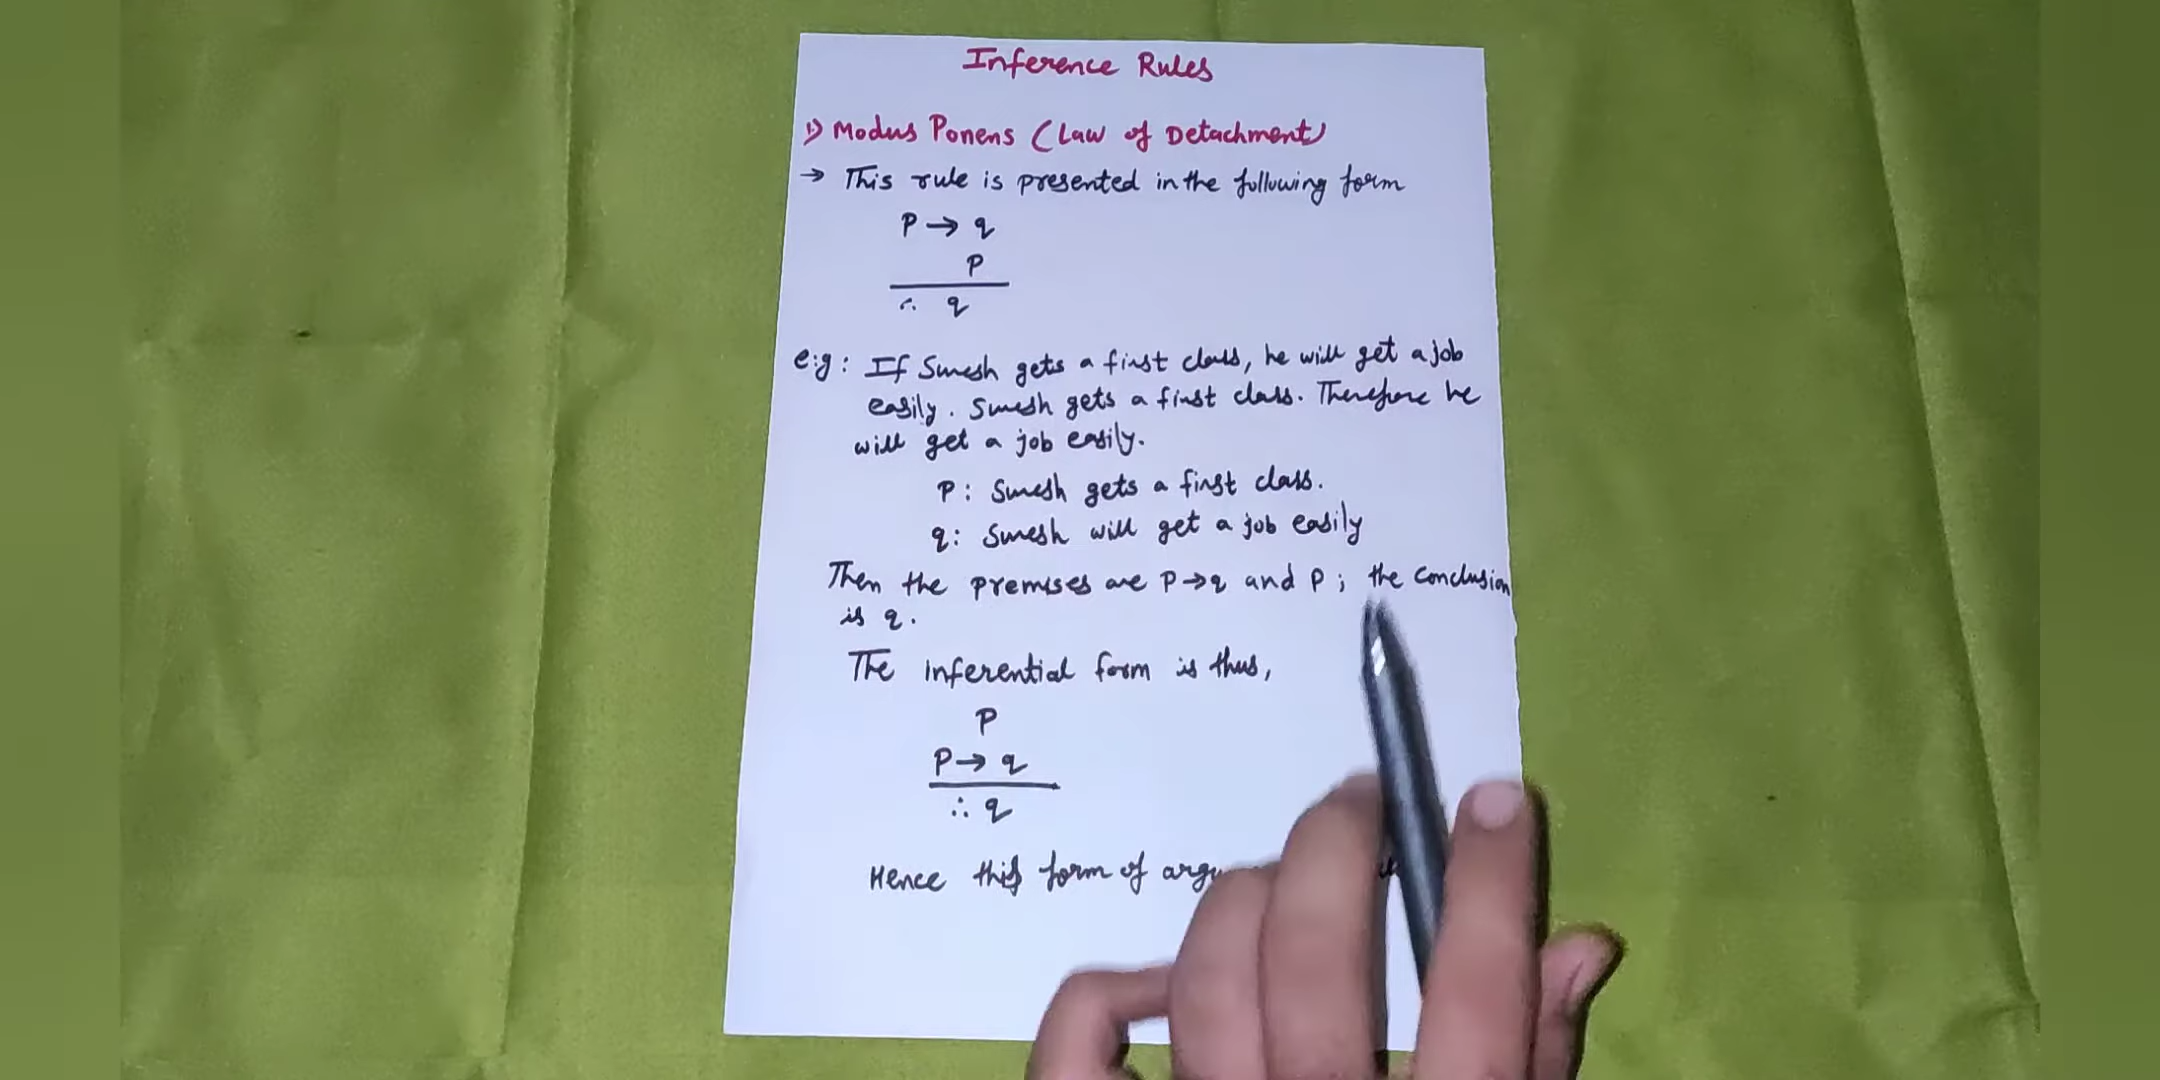 Inference Rules
1) Modus Ponens (Law of Detachment)
→ This rule is presented in the following form
P → q
P
∴ q
e.g: If Suresh gets a first class, he will get a job
easily. Suresh gets a first class. Therefore he
will get a job easily.
P: Suresh gets a first class.
q: Suresh will get a job easily
Then the premises are P→q and P; the conclusion
is q.
The inferential form is thus,
P
P→ q
∴ q
Hence this form of